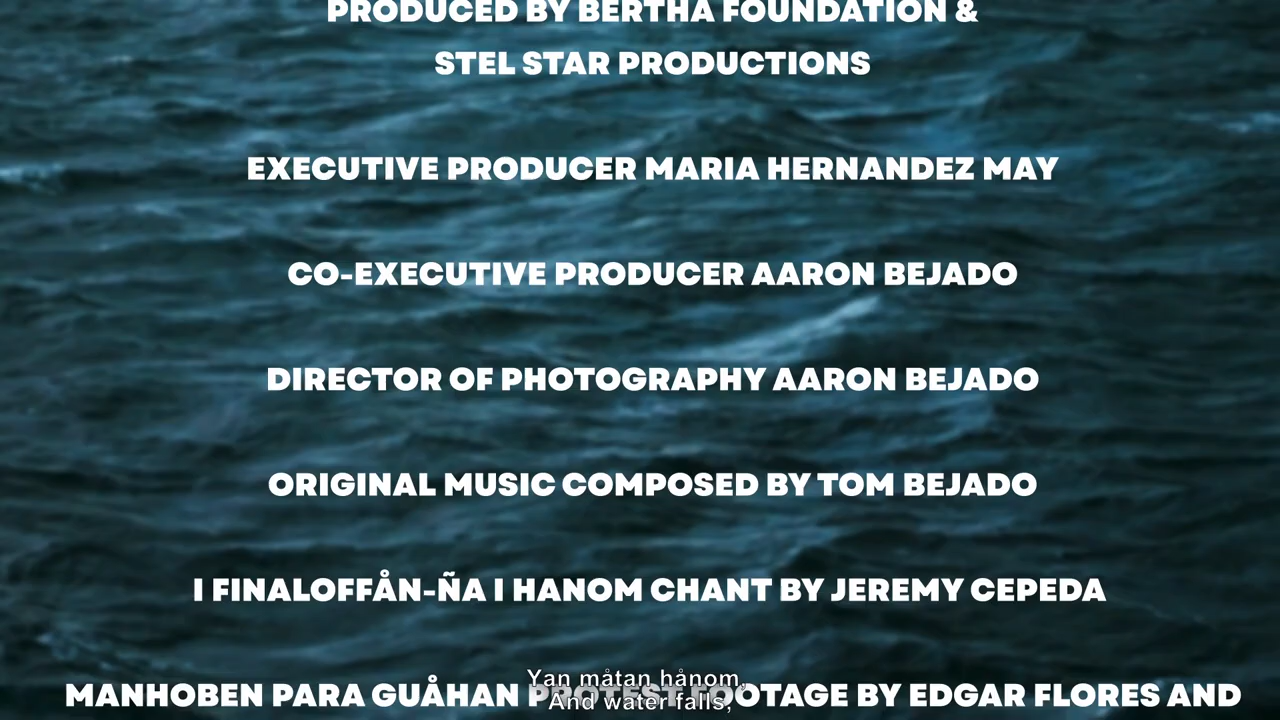 PRODUCED BY BERTHA FOUNDATION &
STEL STAR PRODUCTIONS
EXECUTIVE PRODUCER MARIA HERNANDEZ MAY
CO-EXECUTIVE PRODUCER AARON BEJADO
DIRECTOR OF PHOTOGRAPHY AARON BEJADO
ORIGINAL MUSIC COMPOSED BY TOM BEJADO
I FINALOFFÅN-ÑA I HANOM CHANT BY JEREMY CEPEDA
MANHOBEN PARA GUÅHAN PROTEST FOOTAGE BY EDGAR FLORES AND
Yan måtan hånom,
And water falls,